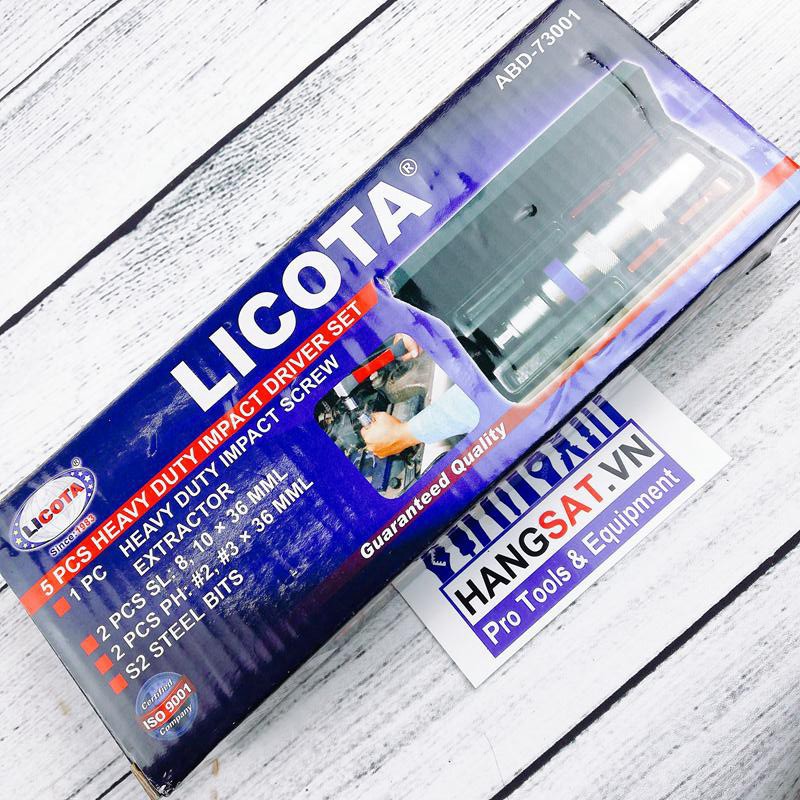 ABD-73001
LICOTA®
LICOTA®
Since-1983
5 PCS HEAVY DUTY IMPACT DRIVER SET
1 PC HEAVY DUTY IMPACT SCREW
EXTRACTOR
2 PCS SL: 8, 10 × 36 MML
2 PCS PH: #2, #3 × 36 MML
S2 STEEL BITS
Guaranteed Quality
Certified
ISO 9001
Company
HANGSAT.VN
Pro Tools & Equipment